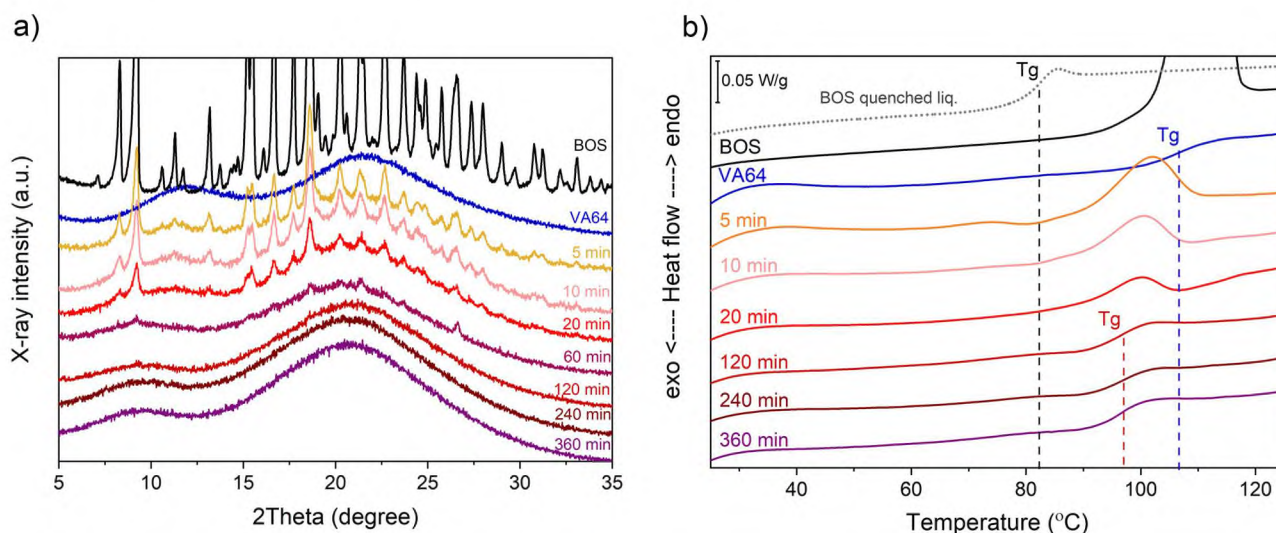 a)
X-ray intensity (a.u.)
BOS
VA64
5 min
10 min
20 min
60 min
120 min
240 min
360 min
5 10 15 20 25 30 35
2Theta (degree)
b)
exo <---- Heat flow ----> endo
0.05 W/g
Tg
BOS quenched liq.
BOS
Tg
VA64
5 min
10 min
20 min
Tg
120 min
240 min
360 min
40 60 80 100 120
Temperature (°C)